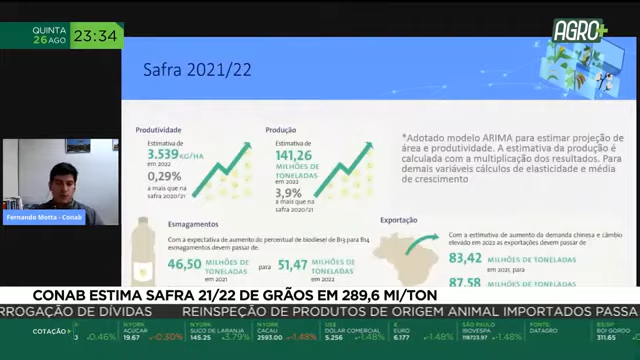 QUINTA
26 AGO
23:34
AGRO+
Safra 2021/22
Produtividade
Estimativa de
3.539 KG/HA
em 2022
0,29%
a mais que na
safra 2020/21
Produção
Estimativa de
141,26 MILHÕES DE
TONELADAS
em 2022
3,9%
a mais que na
safra 2020/21
*Adotado modelo ARIMA para estimar projeção de
área e produtividade. A estimativa da produção é
calculada com a multiplicação dos resultados. Para
demais variáveis cálculos de elasticidade e média
de crescimento
Fernando Motta - Conab
Esmagamentos
Com a expectativa de aumento do percentual de biodiesel de B13 para B14
esmagamentos devem passar de
46,50 MILHÕES DE
TONELADAS
em 2021
para
51,47 MILHÕES DE
TONELADAS
em 2022
Exportação
Com a estimativa de aumento da demanda chinesa e câmbio
elevado em 2022 as exportações devem passar de
83,42 MILHÕES DE
TONELADAS
em 2021, para
87,58 MILHÕES DE
CONAB ESTIMA SAFRA 21/22 DE GRÃOS EM 289,6 MI/TON
RROGAÇÃO DE DÍVIDAS REINSPEÇÃO DE PRODUTOS DE ORIGEM ANIMAL IMPORTADOS PASSA
COTAÇÃO
0.46%
N.YORK
AÇÚCAR
19.67 -0.30%
N.YORK
SUCO DE LARANJA
145.25 3.79%
N.YORK
CACAU
2593.00 -1.48%
US$
DÓLAR COMERCIAL
5.256
€
EURO
6.177 -1.48%
SÃO PAULO
IBOVESPA
118723.97 -1.48%
FONTE:
DATAGRO
SÃO P
BOI GORDO
311.65